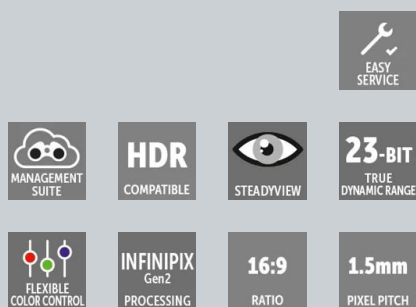 EASY
SERVICE
MANAGEMENT
SUITE
HDR
COMPATIBLE
STEADYVIEW
23-BIT
TRUE
DYNAMIC RANGE
FLEXIBLE
COLOR CONTROL
INFINIPIX
Gen2
PROCESSING
16:9
RATIO
1.5mm
PIXEL PITCH